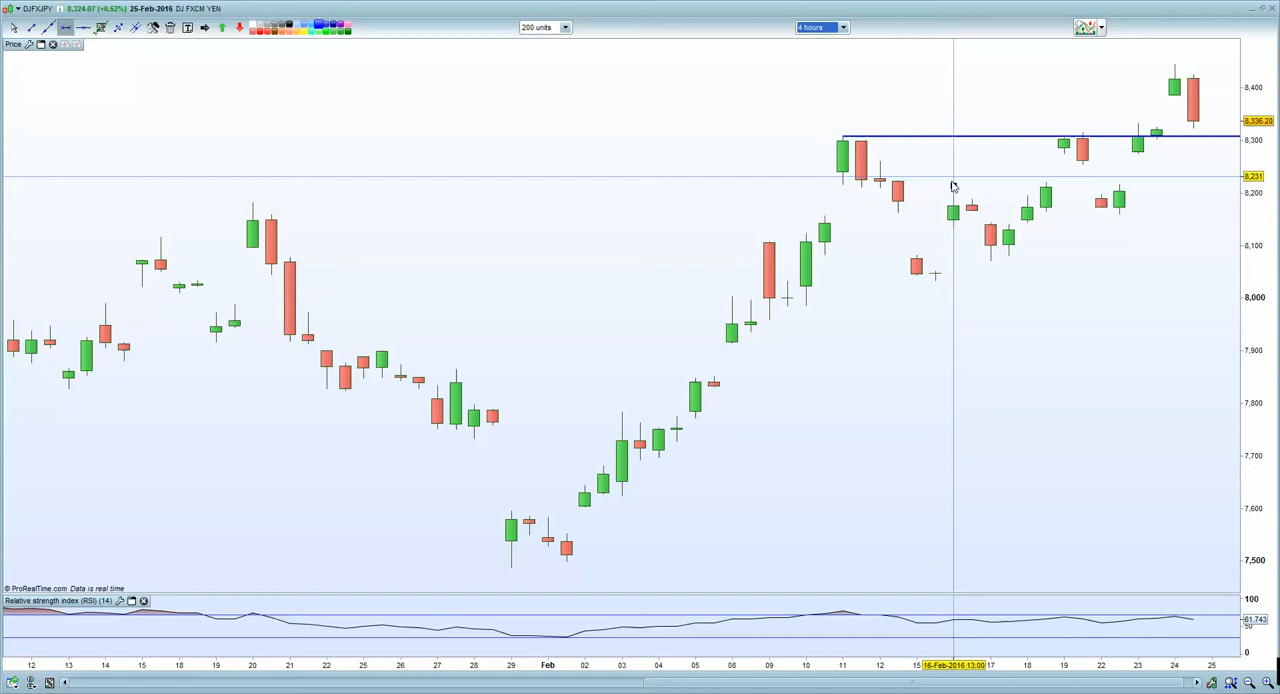 DJFXJPY 8,324.07 (+0.52%) 25-Feb-2016 DJ FXCM YEN
200 units 4 hours
Price
8,400
8,336.20
8,300
8,231
8,200
8,100
8,000
7,900
7,800
7,700
7,600
7,500
© ProRealTime.com Data is real time
Relative strength index (RSI) (14)
100
61.743
50
0
12 13 14 15 18 19 20 21 22 25 26 27 28 29 Feb 02 03 04 05 08 09 10 11 12 15 16-Feb-2016 13:00 17 18 19 22 23 24 25